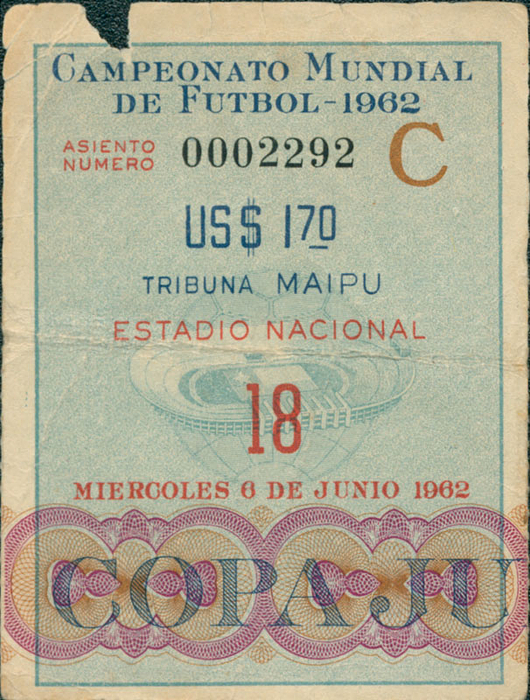 CAMPEONATO MUNDIAL
DE FUTBOL-1962
ASIENTO
NUMERO 0002292 C
US$ 170
TRIBUNA MAIPU
ESTADIO NACIONAL
18
MIERCOLES 6 DE JUNIO 1962
COPA JU